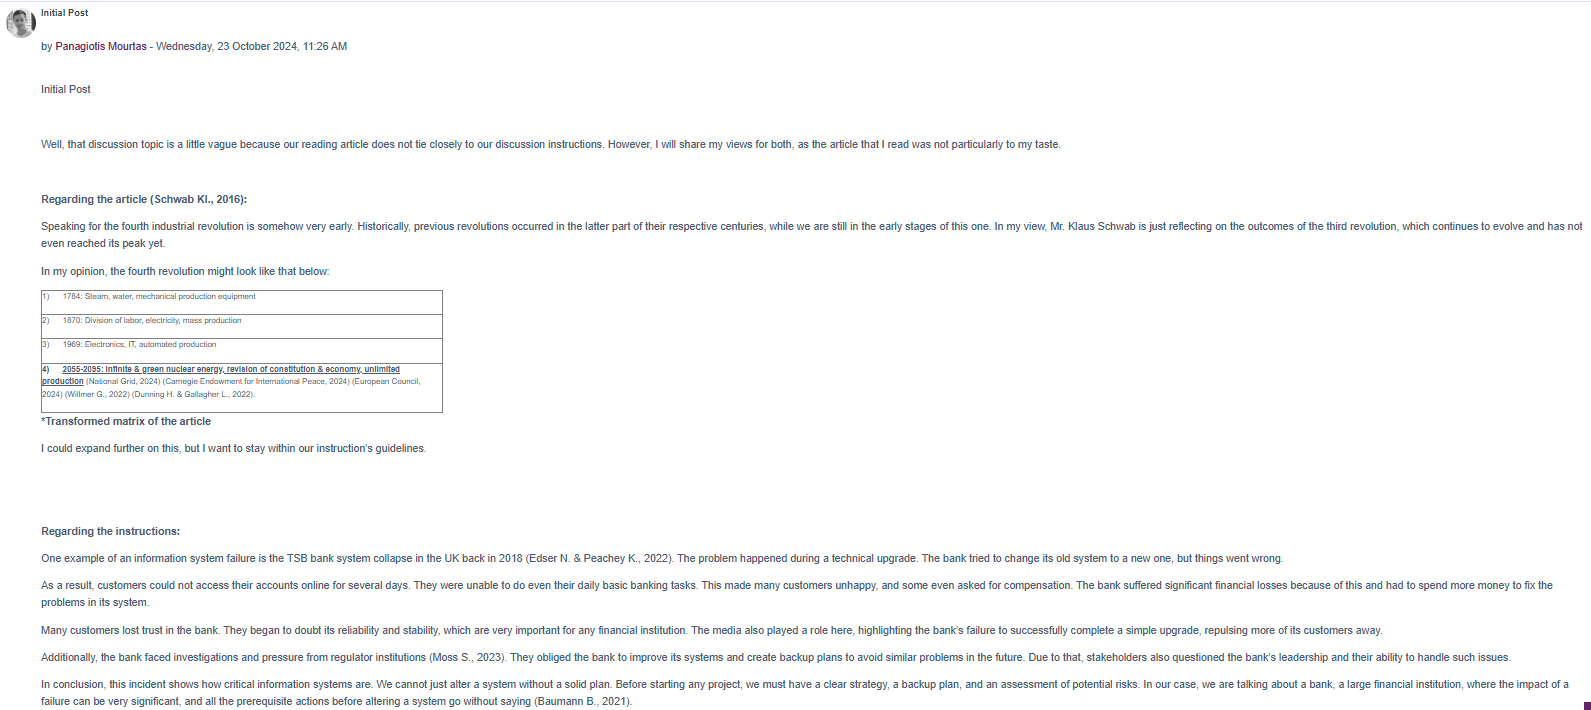 Initial Post
by Panagiotis Mourtas - Wednesday, 23 October 2024, 11:26 AM
Initial Post
Well, that discussion topic is a little vague because our reading article does not tie closely to our discussion instructions. However, I will share my views for both, as the article that I read was not particularly to my taste.
Regarding the article (Schwab Kl., 2016):
Speaking for the fourth industrial revolution is somehow very early. Historically, previous revolutions occurred in the latter part of their respective centuries, while we are still in the early stages of this one. In my view, Mr. Klaus Schwab is just reflecting on the outcomes of the third revolution, which continues to evolve and has not
even reached its peak yet.
In my opinion, the fourth revolution might look like that below:
1) 1784: Steam, water, mechanical production equipment
2) 1870: Division of labor, electricity, mass production
3) 1969: Electronics, IT, automated production
4) 2055-2095: Infinite & green nuclear energy, revision of constitution & economy, unlimited
production (National Grid, 2024) (Carnegie Endowment for International Peace, 2024) (European Council,
2024) (Willmer G., 2022) (Dunning H. & Gallagher L., 2022).
*Transformed matrix of the article
I could expand further on this, but I want to stay within our instruction's guidelines.
Regarding the instructions:
One example of an information system failure is the TSB bank system collapse in the UK back in 2018 (Edser N. & Peachey K., 2022). The problem happened during a technical upgrade. The bank tried to change its old system to a new one, but things went wrong.
As a result, customers could not access their accounts online for several days. They were unable to do even their daily basic banking tasks. This made many customers unhappy, and some even asked for compensation. The bank suffered significant financial losses because of this and had to spend more money to fix the
problems in its system.
Many customers lost trust in the bank. They began to doubt its reliability and stability, which are very important for any financial institution. The media also played a role here, highlighting the bank's failure to successfully complete a simple upgrade, repulsing more of its customers away.
Additionally, the bank faced investigations and pressure from regulator institutions (Moss S., 2023). They obliged the bank to improve its systems and create backup plans to avoid similar problems in the future. Due to that, stakeholders also questioned the bank's leadership and their ability to handle such issues.
In conclusion, this incident shows how critical information systems are. We cannot just alter a system without a solid plan. Before starting any project, we must have a clear strategy, a backup plan, and an assessment of potential risks. In our case, we are talking about a bank, a large financial institution, where the impact of a
failure can be very significant, and all the prerequisite actions before altering a system go without saying (Baumann B., 2021).